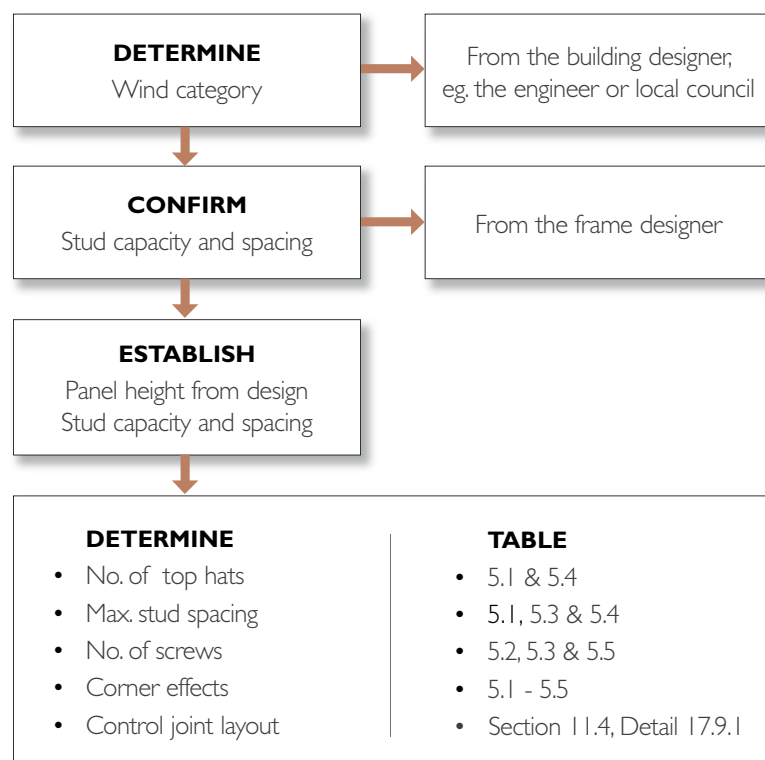 DETERMINE
Wind category
From the building designer,
eg. the engineer or local council
CONFIRM
Stud capacity and spacing
From the frame designer
ESTABLISH
Panel height from design
Stud capacity and spacing
DETERMINE
• No. of top hats
• Max. stud spacing
• No. of screws
• Corner effects
• Control joint layout
TABLE
• 5.1 & 5.4
• 5.1, 5.3 & 5.4
• 5.2, 5.3 & 5.5
• 5.1 - 5.5
• Section 11.4, Detail 17.9.1